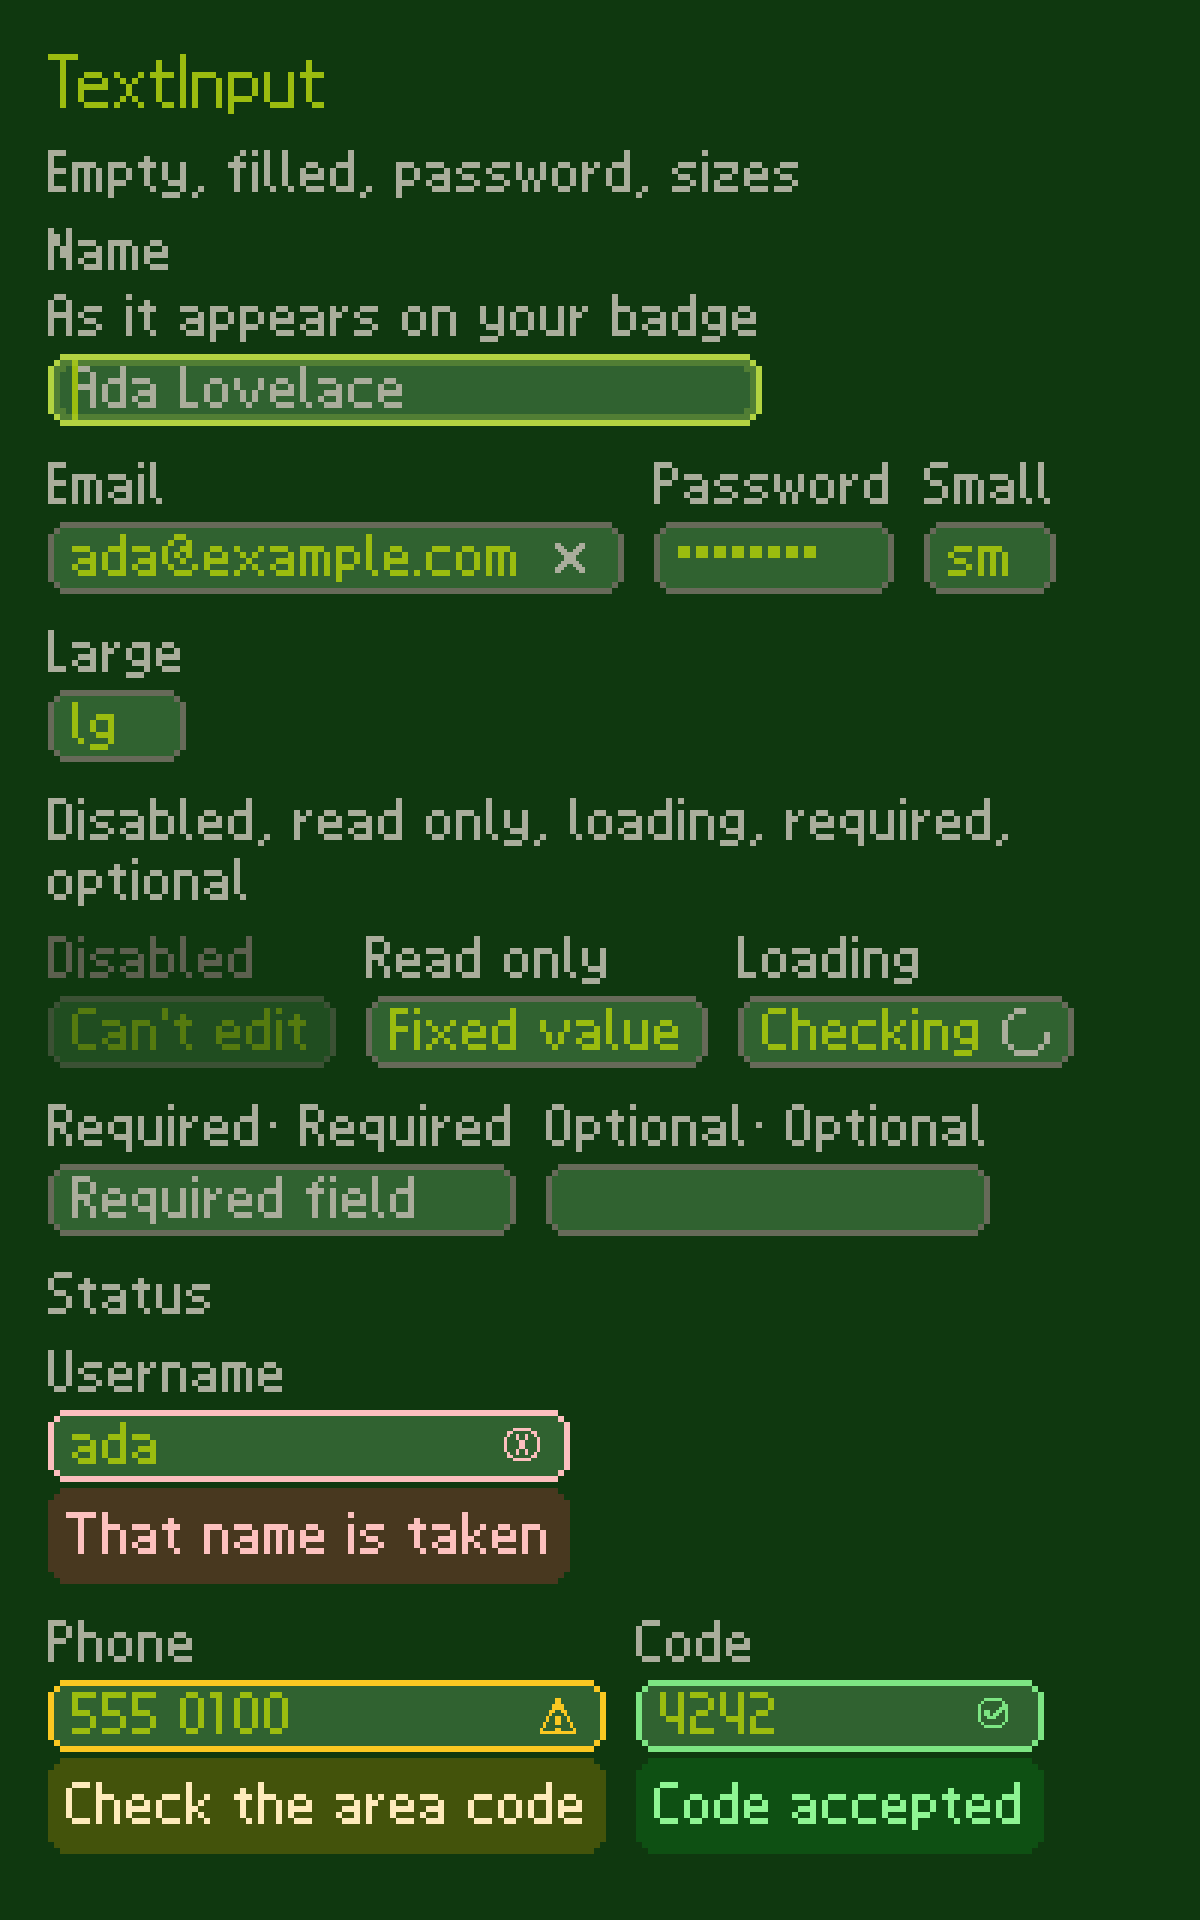 TextInput
Empty, filled, password, sizes
Name
As it appears on your badge
Ada Lovelace
Email Password Small
ada@example.com ▪▪▪▪▪▪▪▪ sm
Large
lg
Disabled, read only, loading, required,
optional
Disabled Read only Loading
Can't edit Fixed value Checking
Required · Required Optional · Optional
Required field
Status
Username
ada
That name is taken
Phone Code
555 0100 4242
Check the area code Code accepted